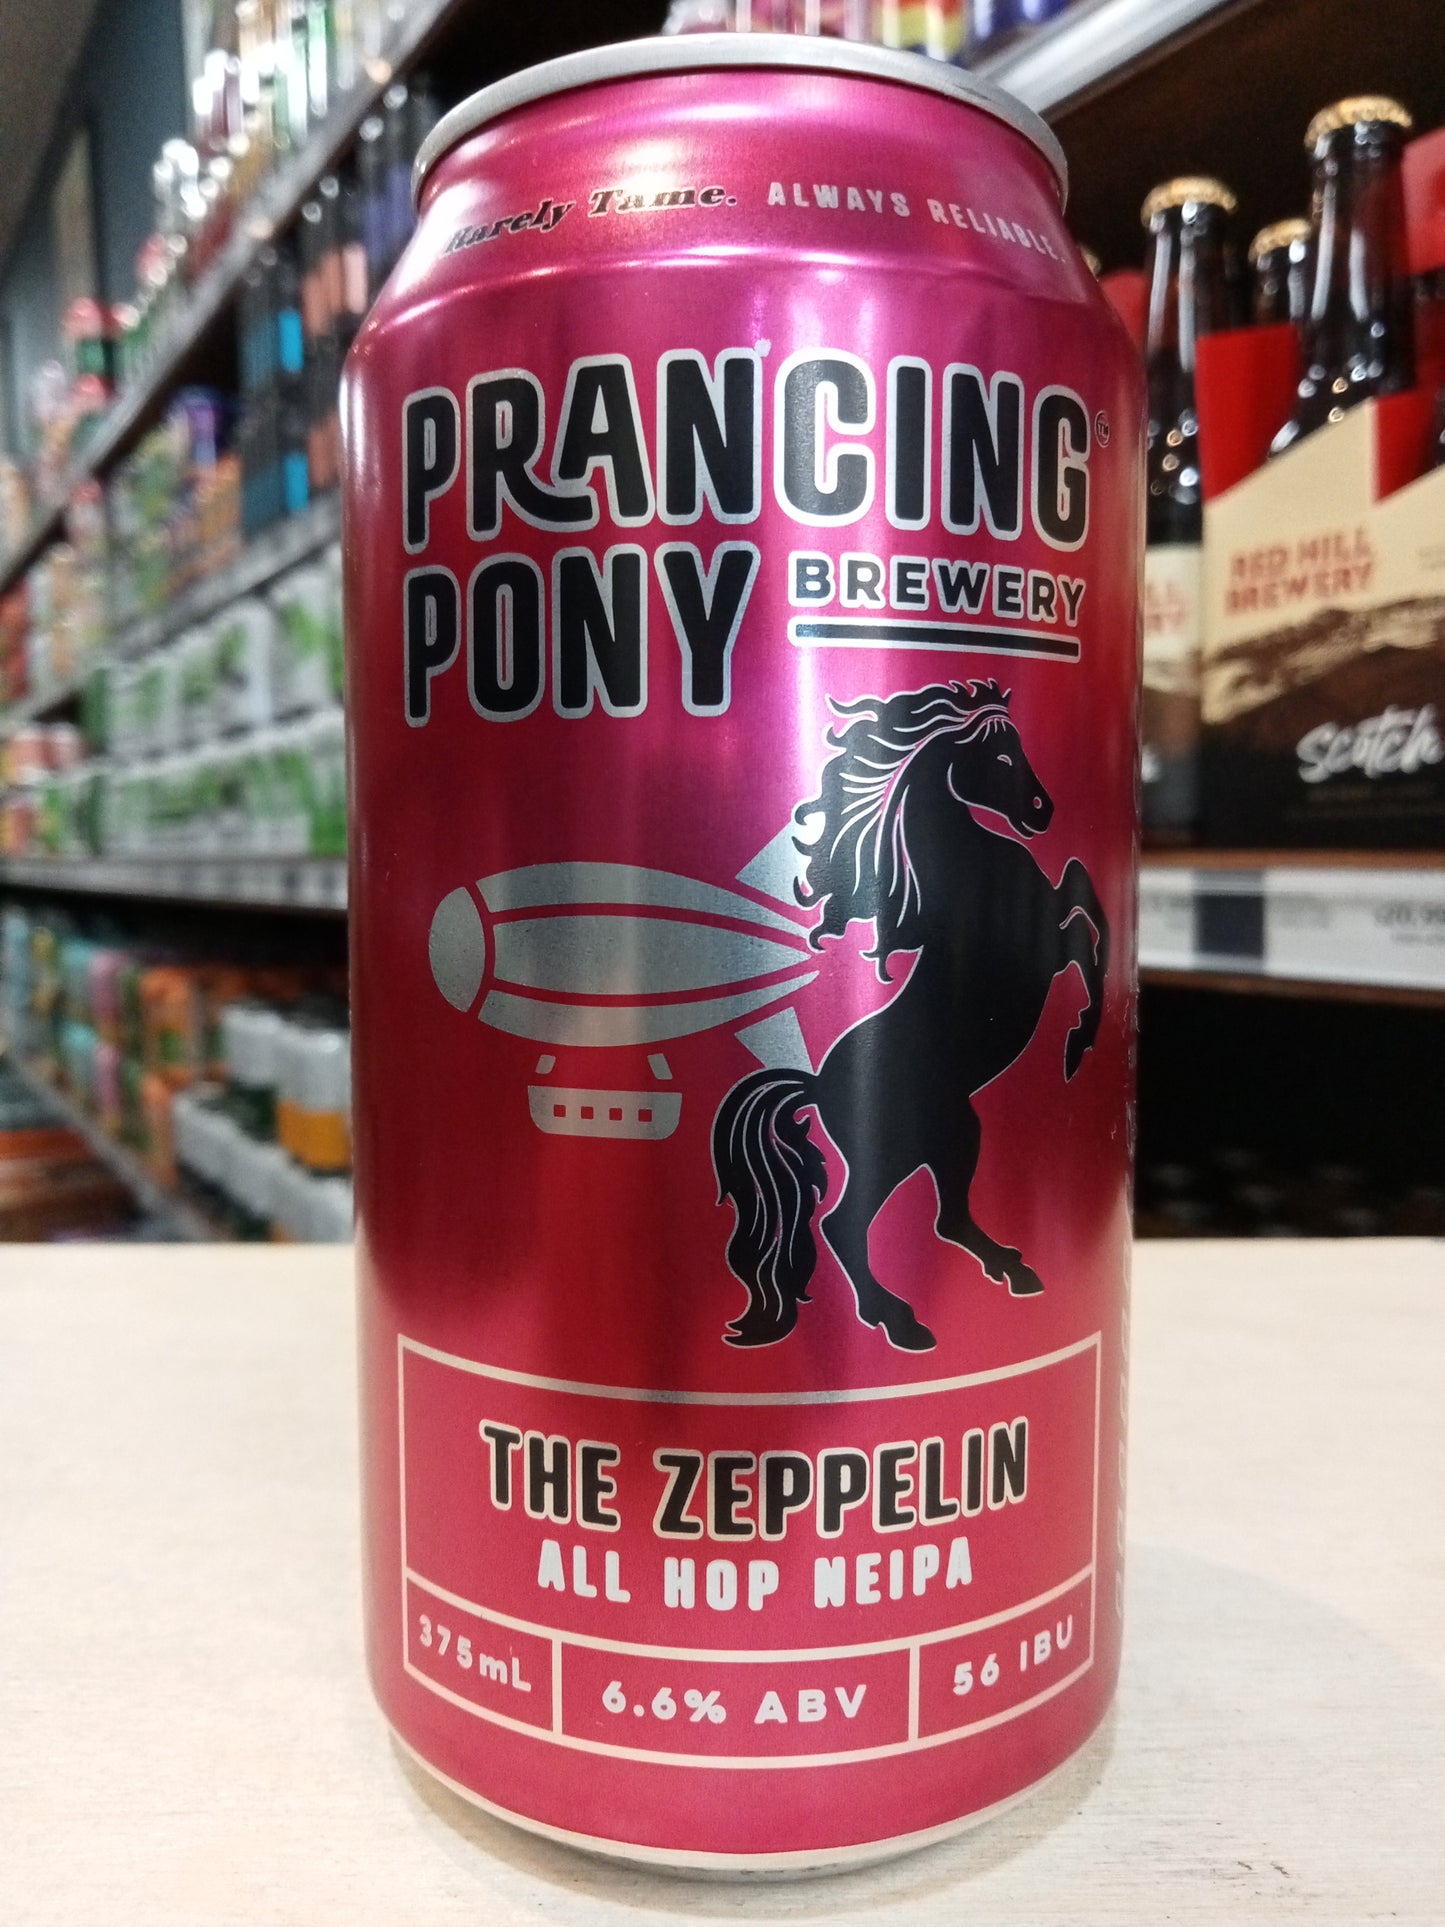 Rarely Tame. ALWAYS RELIABLE.
PRANCING
PONY BREWERY
TM
THE ZEPPELIN
ALL HOP NEIPA
375mL 6.6% ABV 56 IBU
RED HILL
BREWERY
Scotch